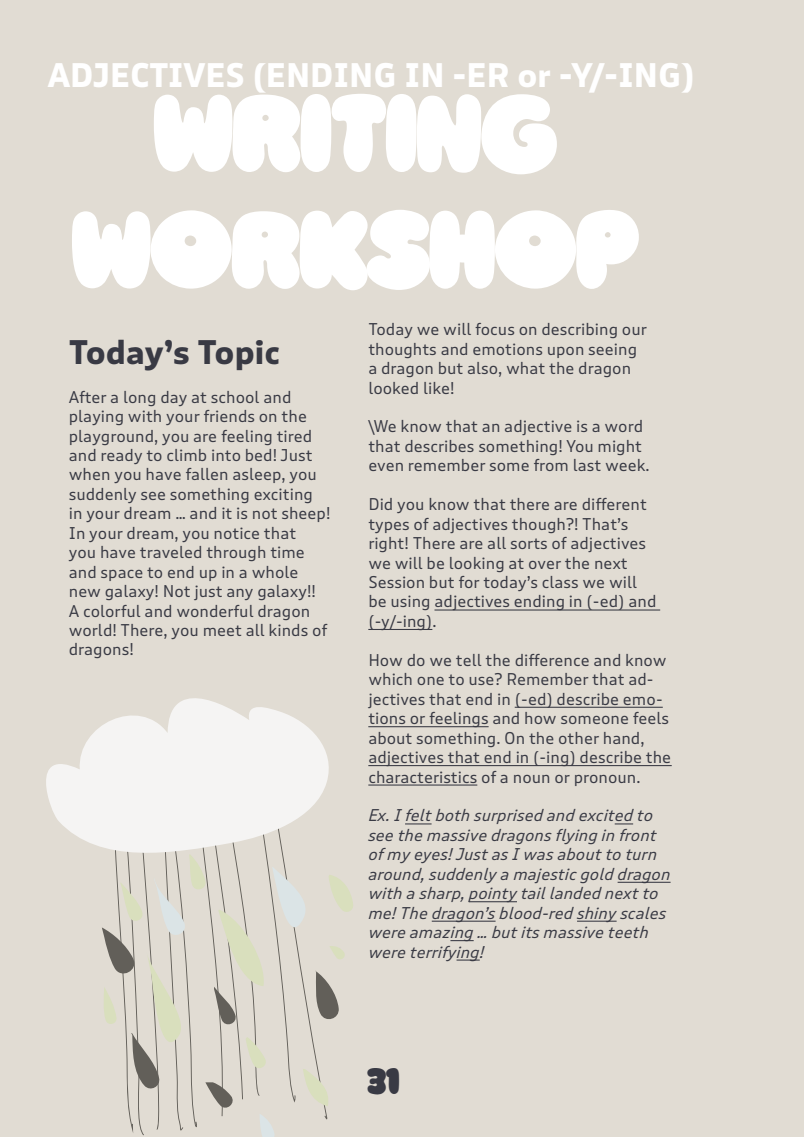 ADJECTIVES (ENDING IN -ER or -Y/-ING)
WRITING
WORKSHOP
Today's Topic
After a long day at school and
playing with your friends on the
playground, you are feeling tired
and ready to climb into bed! Just
when you have fallen asleep, you
suddenly see something exciting
in your dream ... and it is not sheep!
In your dream, you notice that
you have traveled through time
and space to end up in a whole
new galaxy! Not just any galaxy!!
A colorful and wonderful dragon
world! There, you meet all kinds of
dragons!
Today we will focus on describing our
thoughts and emotions upon seeing
a dragon but also, what the dragon
looked like!
\We know that an adjective is a word
that describes something! You might
even remember some from last week.
Did you know that there are different
types of adjectives though?! That's
right! There are all sorts of adjectives
we will be looking at over the next
Session but for today's class we will
be using adjectives ending in (-ed) and
(-y/-ing).
How do we tell the difference and know
which one to use? Remember that ad-
jectives that end in (-ed) describe emo-
tions or feelings and how someone feels
about something. On the other hand,
adjectives that end in (-ing) describe the
characteristics of a noun or pronoun.
Ex. I felt both surprised and excited to
see the massive dragons flying in front
of my eyes! Just as I was about to turn
around, suddenly a majestic gold dragon
with a sharp, pointy tail landed next to
me! The dragon's blood-red shiny scales
were amazing ... but its massive teeth
were terrifying!
31